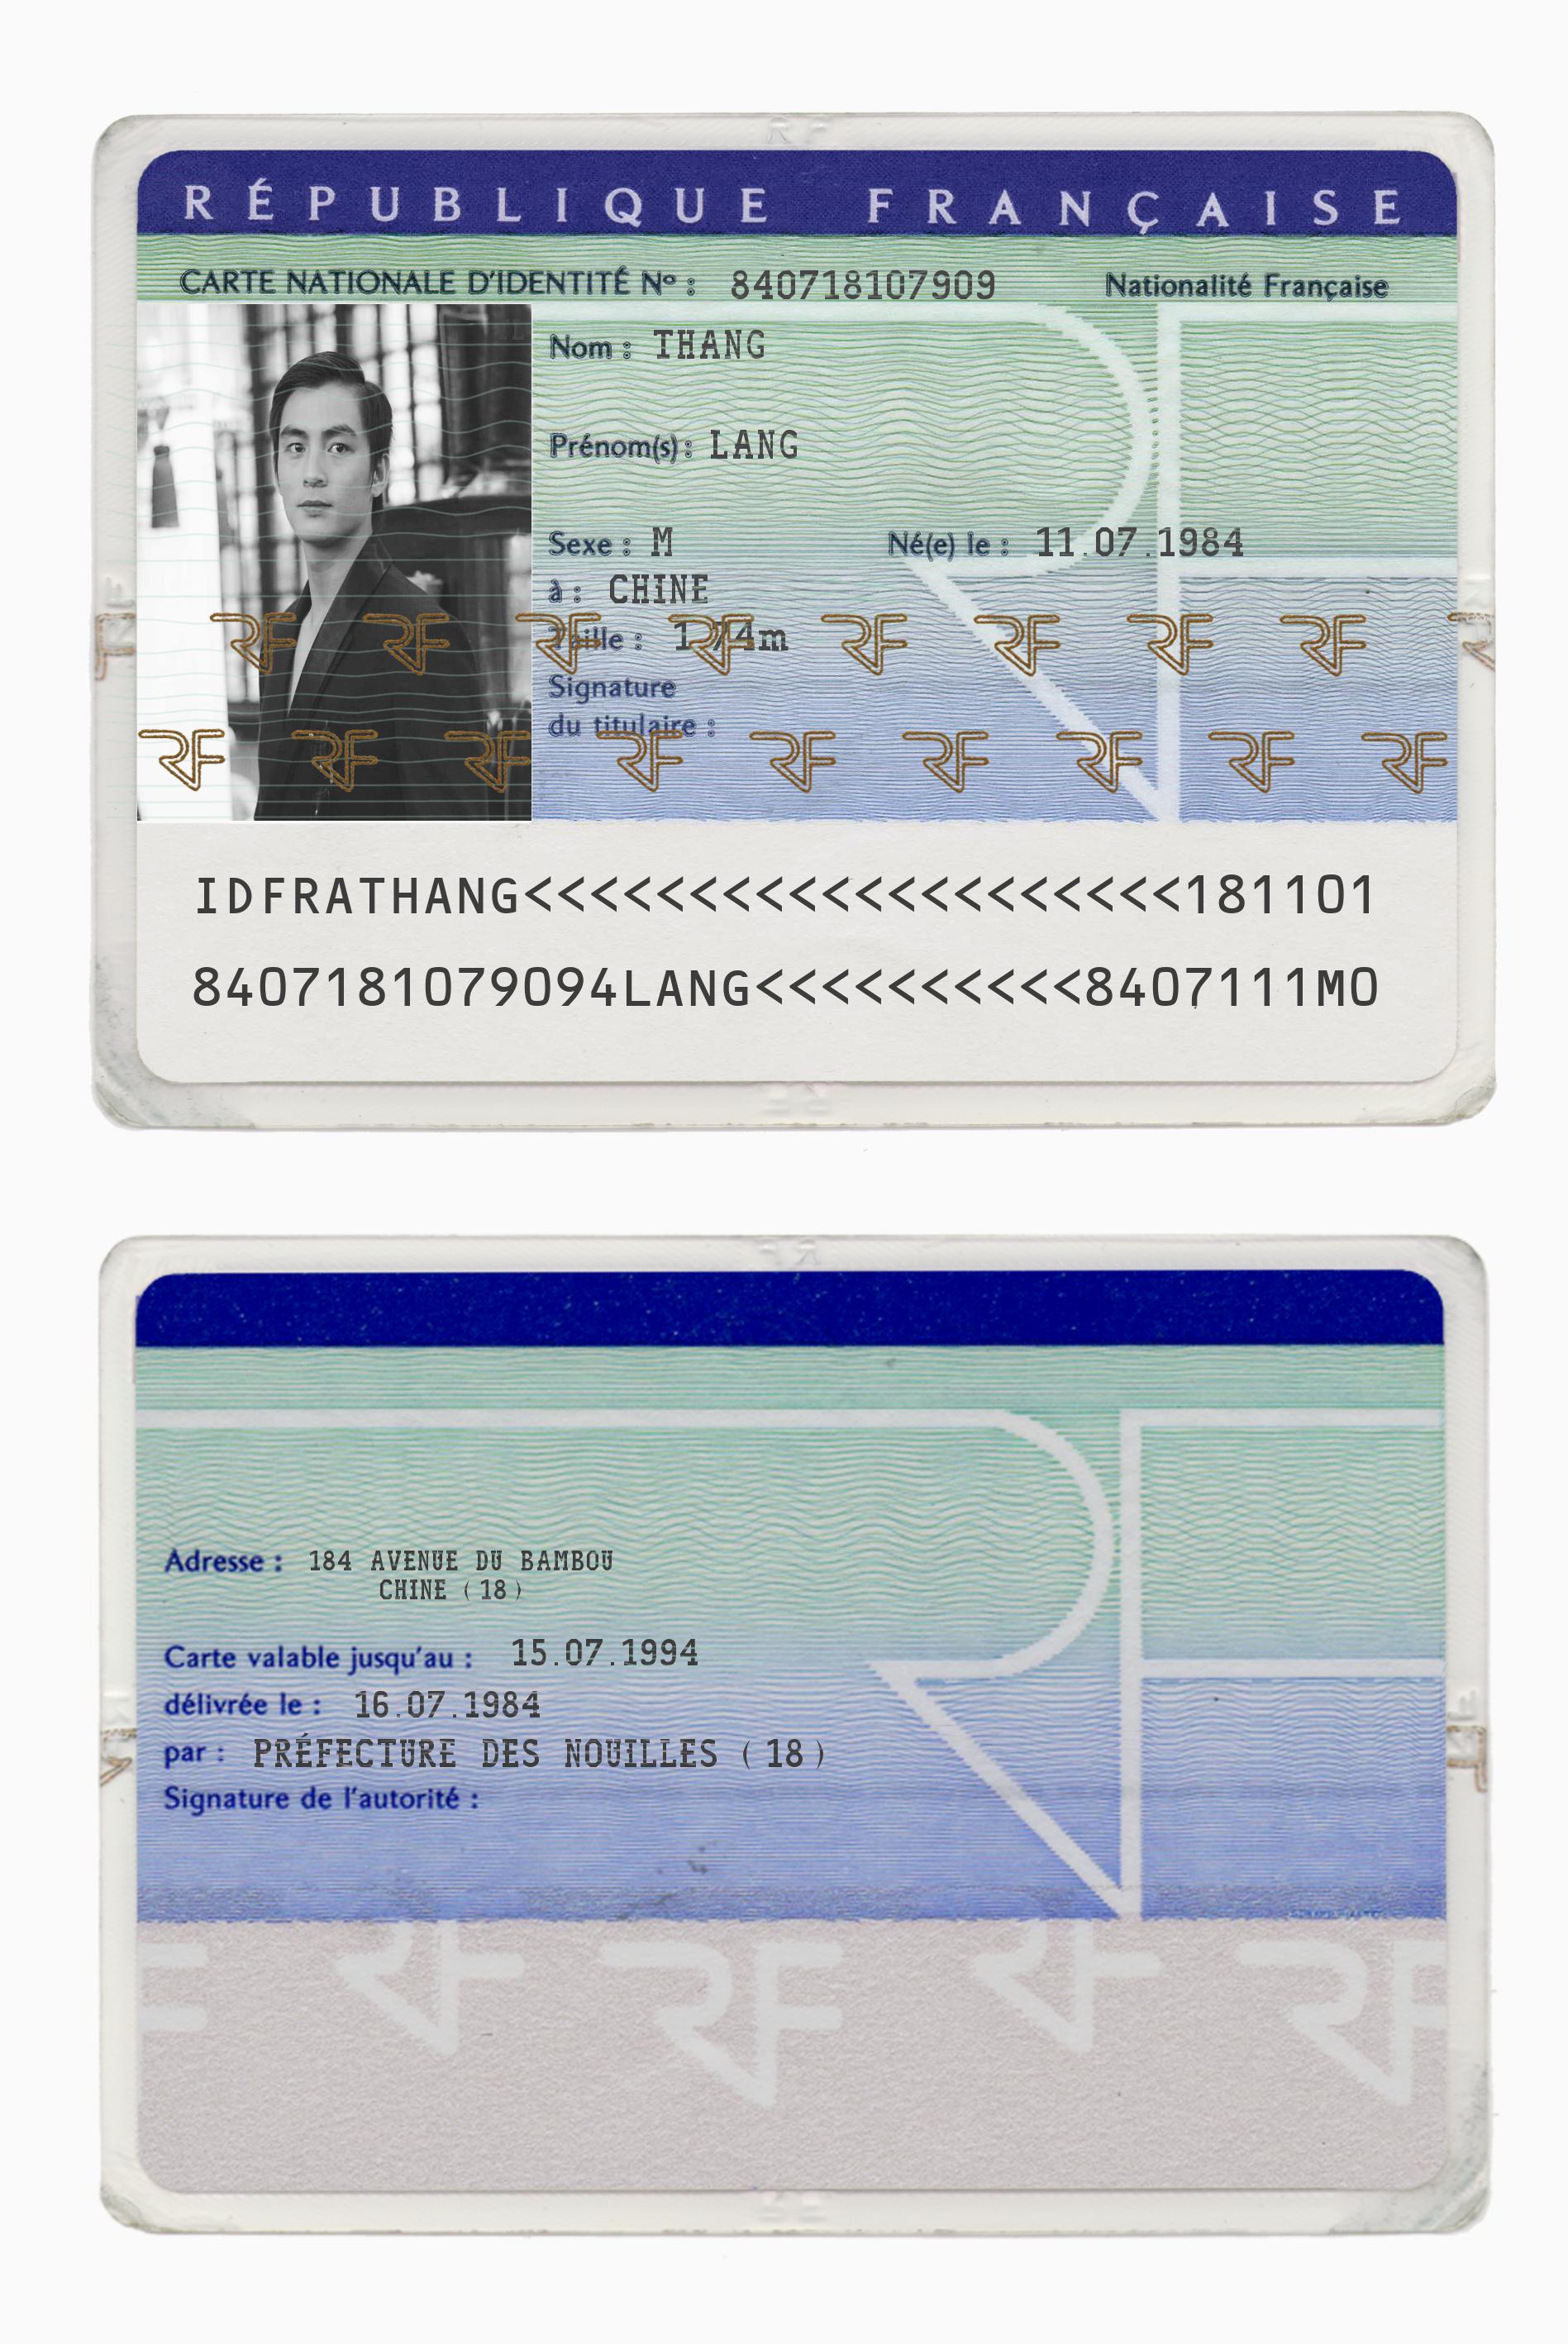 RÉPUBLIQUE FRANÇAISE
CARTE NATIONALE D'IDENTITÉ Nº : 840718107909 Nationalité Française
Nom : THANG
Prénom(s) : LANG
Sexe : M Né(e) le : 11.07.1984
à : CHINE
Taille : 1,74m
Signature
du titulaire :
RF RF RF RF RF RF RF RF
RF RF RF RF RF RF RF RF RF
IDFRATHANG<<<<<<<<<<<<<<<<<<<<181101
8407181079094LANG<<<<<<<<<<8407111M0
Adresse : 184 AVENUE DU BAMBOU
CHINE (18)
Carte valable jusqu'au : 15.07.1994
délivrée le : 16.07.1984
par : PRÉFECTURE DES NOUILLES (18)
Signature de l'autorité :
RF RF RF RF